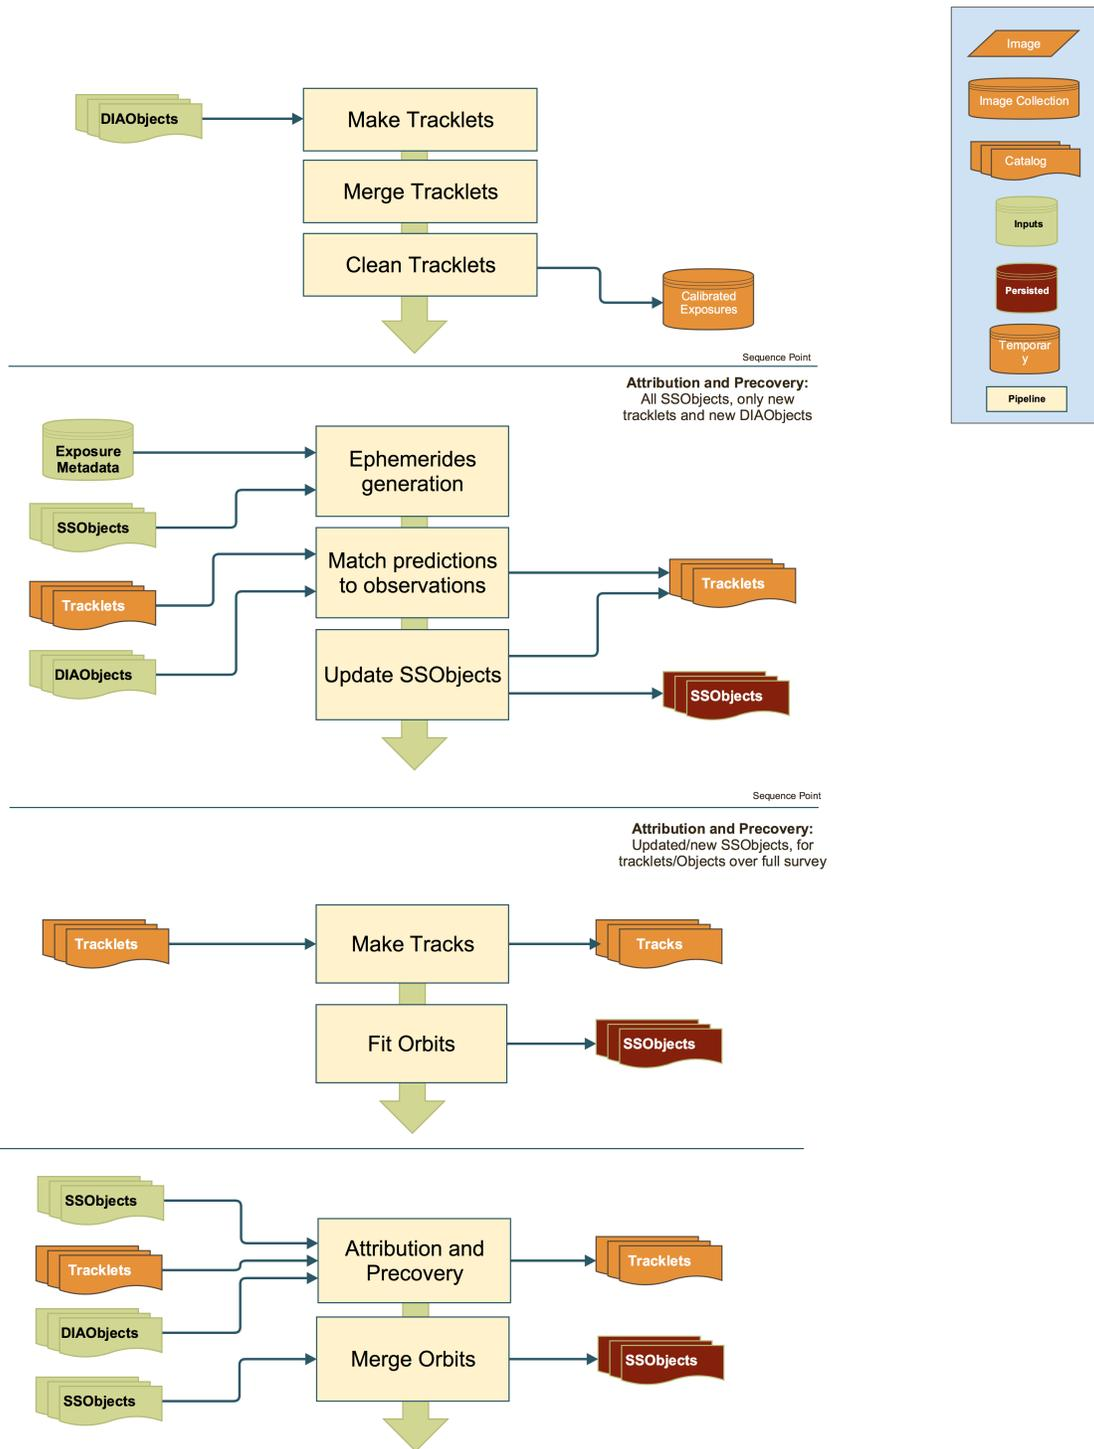 Image
Image Collection
Catalog
Inputs
Persisted
Temporar
y
Pipeline
DIAObjects
Make Tracklets
Merge Tracklets
Clean Tracklets
Calibrated
Exposures
Sequence Point
Attribution and Precovery:
All SSObjects, only new
tracklets and new DIAObjects
Exposure
Metadata
Ephemerides
generation
SSObjects
Match predictions
to observations
Tracklets
Tracklets
DIAObjects
Update SSObjects
SSObjects
Sequence Point
Attribution and Precovery:
Updated/new SSObjects, for
tracklets/Objects over full survey
Tracklets
Make Tracks
Tracks
Fit Orbits
SSObjects
SSObjects
Attribution and
Precovery
Tracklets
Tracklets
DIAObjects
Merge Orbits
SSObjects
SSObjects